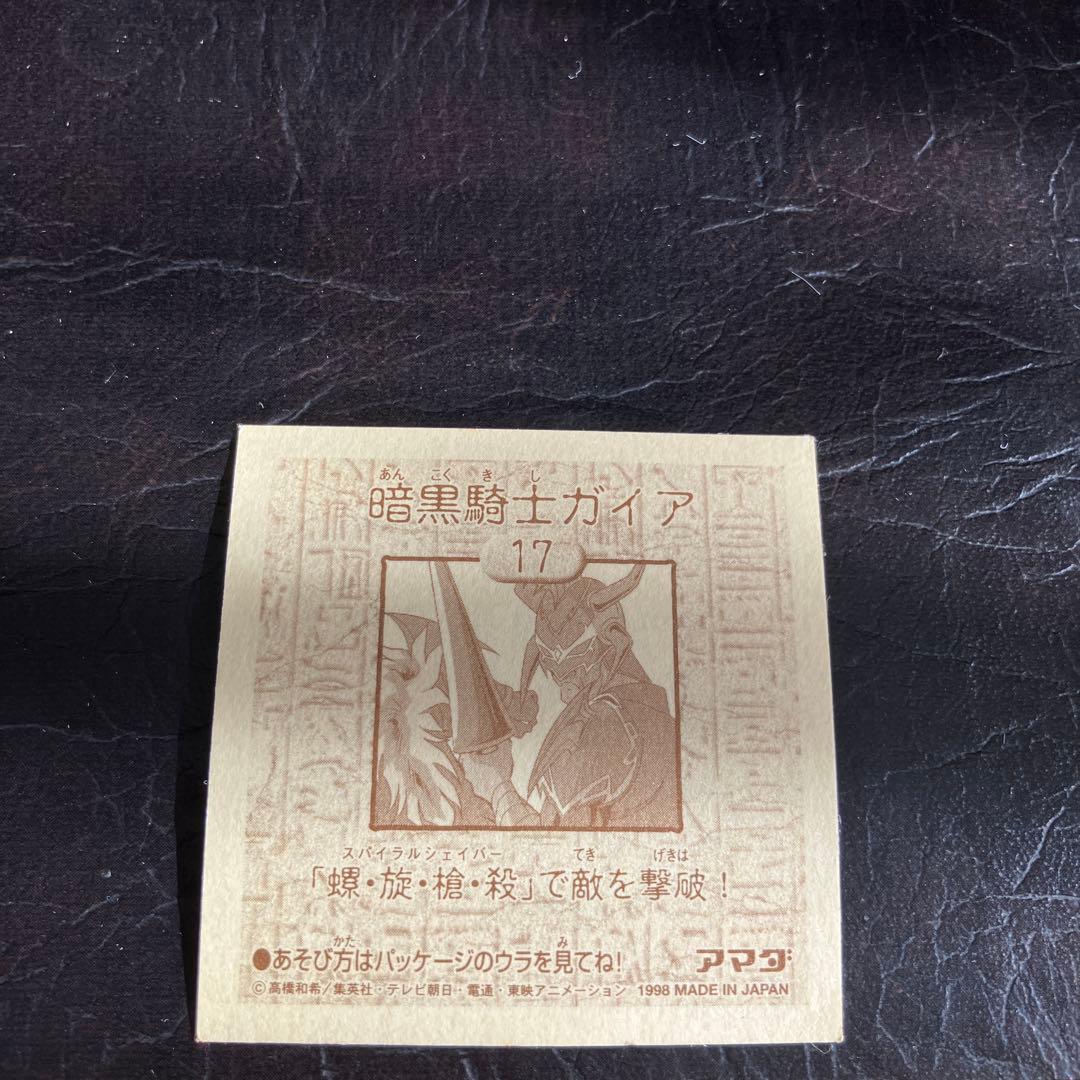 あん こく き し
暗黒騎士ガイア
17
スパイラルシェイバー てき げきは
「螺・旋・槍・殺」で敵を撃破！
かた み
●あそび方はパッケージのウラを見てね！ アマダ
©高橋和希／集英社・テレビ朝日・電通・東映アニメーション 1998 MADE IN JAPAN